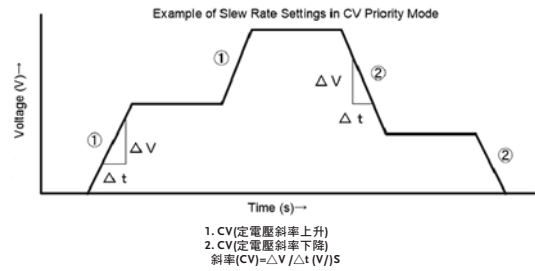 Example of Slew Rate Settings in CV Priority Mode
Voltage (V)→
①
△ V
△ t
①
②
△ V
△ t
②
Time (s)→
1. CV(定電壓斜率上升)
2. CV(定電壓斜率下降)
斜率(CV)=△V /△t (V/)S